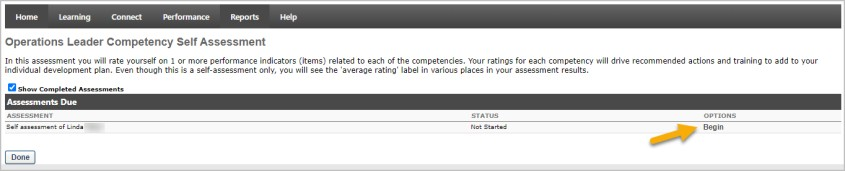 Home Learning Connect Performance Reports Help
Operations Leader Competency Self Assessment
In this assessment you will rate yourself on 1 or more performance indicators (items) related to each of the competencies. Your ratings for each competency will drive recommended actions and training to add to your
individual development plan. Even though this is a self-assessment only, you will see the 'average rating' label in various places in your assessment results.
Show Completed Assessments
Assessments Due
ASSESSMENT STATUS OPTIONS
Self assessment of Linda Not Started Begin
Done